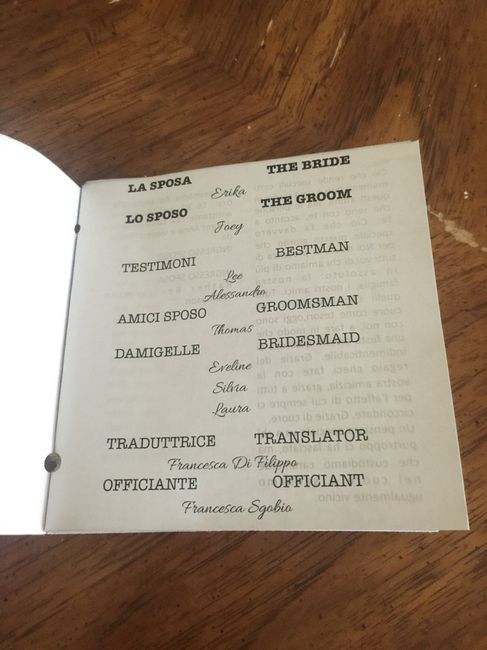 LA SPOSA THE BRIDE
Erika
LO SPOSO THE GROOM
Joey
TESTIMONI BESTMAN
Lee
Alessandro
AMICI SPOSO GROOMSMAN
Thomas
DAMIGELLE BRIDESMAID
Eveline
Silvia
Laura
TRADUTTRICE TRANSLATOR
Francesca Di Filippo
OFFICIANTE OFFICIANT
Francesca Sgobio